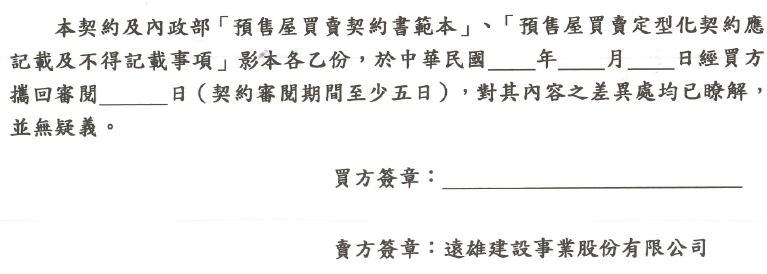 本契約及內政部「預售屋買賣契約書範本」、「預售屋買賣定型化契約應
記載及不得記載事項」影本各乙份，於中華民國____年____月____日經買方
攜回審閱______日（契約審閱期間至少五日），對其內容之差異處均已瞭解，
並無疑義。
買方簽章：__________________________
賣方簽章：遠雄建設事業股份有限公司